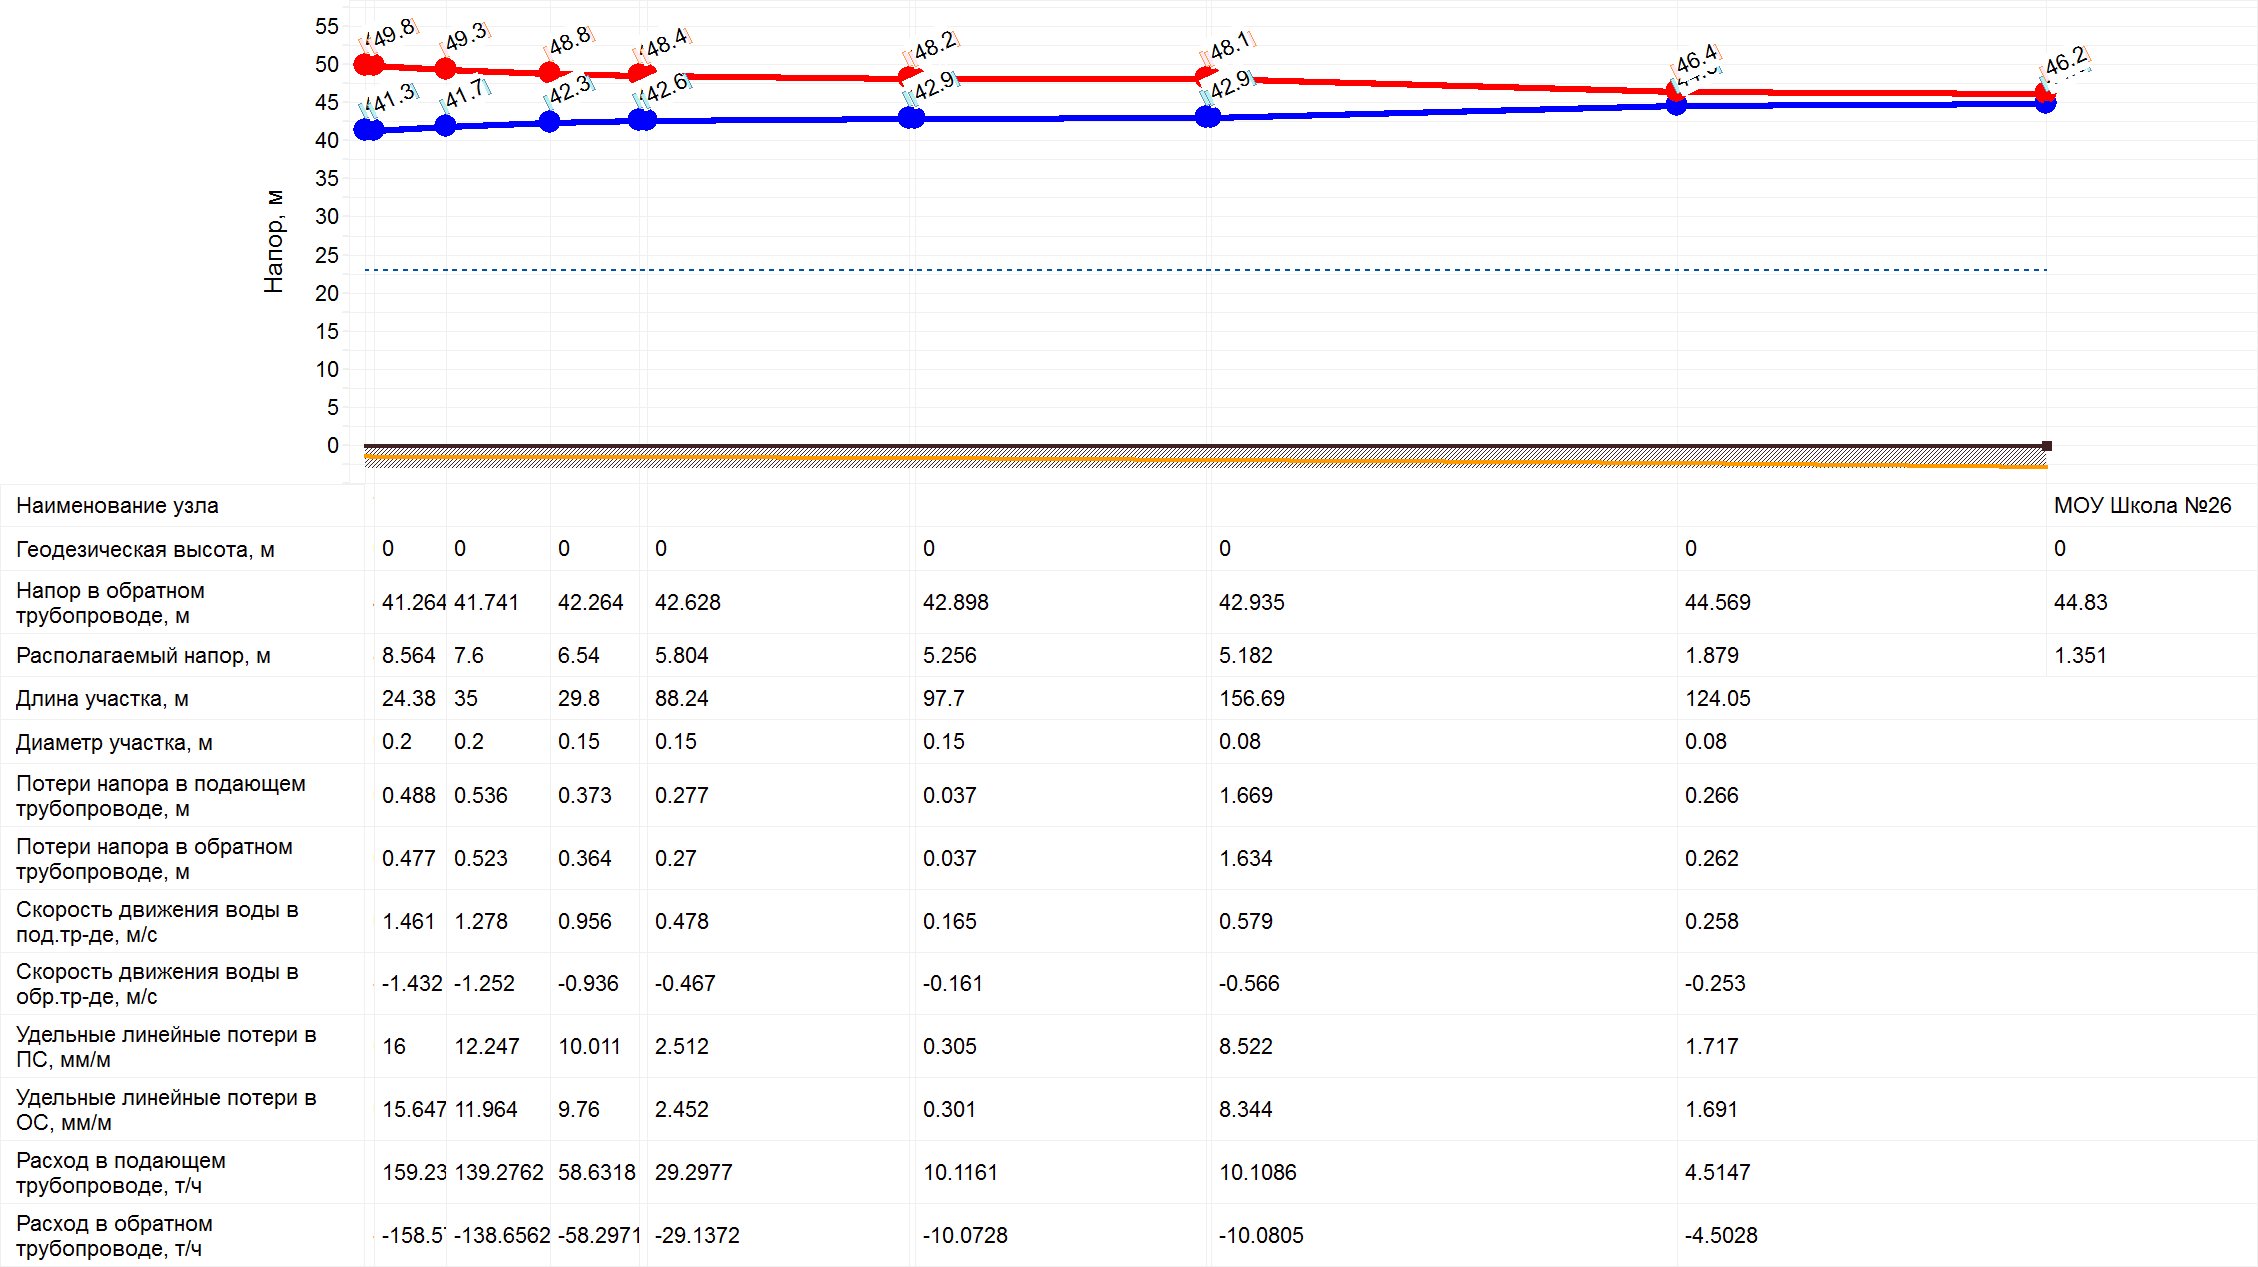 55
50
45
40
35
30
25
20
15
10
5
0
Напор, м
49.8 49.3 48.8 48.4 48.2 48.1 46.4 46.2
41.3 41.7 42.3 42.6 42.9 42.9
Наименование узла МОУ Школа №26
Геодезическая высота, м 0 0 0 0 0 0 0 0
Напор в обратном
трубопроводе, м 41.264 41.741 42.264 42.628 42.898 42.935 44.569 44.83
Располагаемый напор, м 8.564 7.6 6.54 5.804 5.256 5.182 1.879 1.351
Длина участка, м 24.38 35 29.8 88.24 97.7 156.69 124.05
Диаметр участка, м 0.2 0.2 0.15 0.15 0.15 0.08 0.08
Потери напора в подающем
трубопроводе, м 0.488 0.536 0.373 0.277 0.037 1.669 0.266
Потери напора в обратном
трубопроводе, м 0.477 0.523 0.364 0.27 0.037 1.634 0.262
Скорость движения воды в
под.тр-де, м/с 1.461 1.278 0.956 0.478 0.165 0.579 0.258
Скорость движения воды в
обр.тр-де, м/с -1.432 -1.252 -0.936 -0.467 -0.161 -0.566 -0.253
Удельные линейные потери в
ПС, мм/м 16 12.247 10.011 2.512 0.305 8.522 1.717
Удельные линейные потери в
ОС, мм/м 15.647 11.964 9.76 2.452 0.301 8.344 1.691
Расход в подающем
трубопроводе, т/ч 159.23 139.2762 58.6318 29.2977 10.1161 10.1086 4.5147
Расход в обратном
трубопроводе, т/ч -158.5 -138.6562 -58.2971 -29.1372 -10.0728 -10.0805 -4.5028